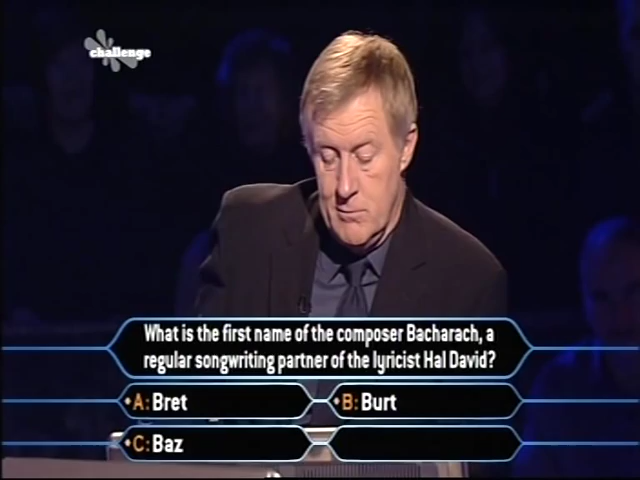 challenge
What is the first name of the composer Bacharach, a
regular songwriting partner of the lyricist Hal David?
A: Bret
B: Burt
C: Baz